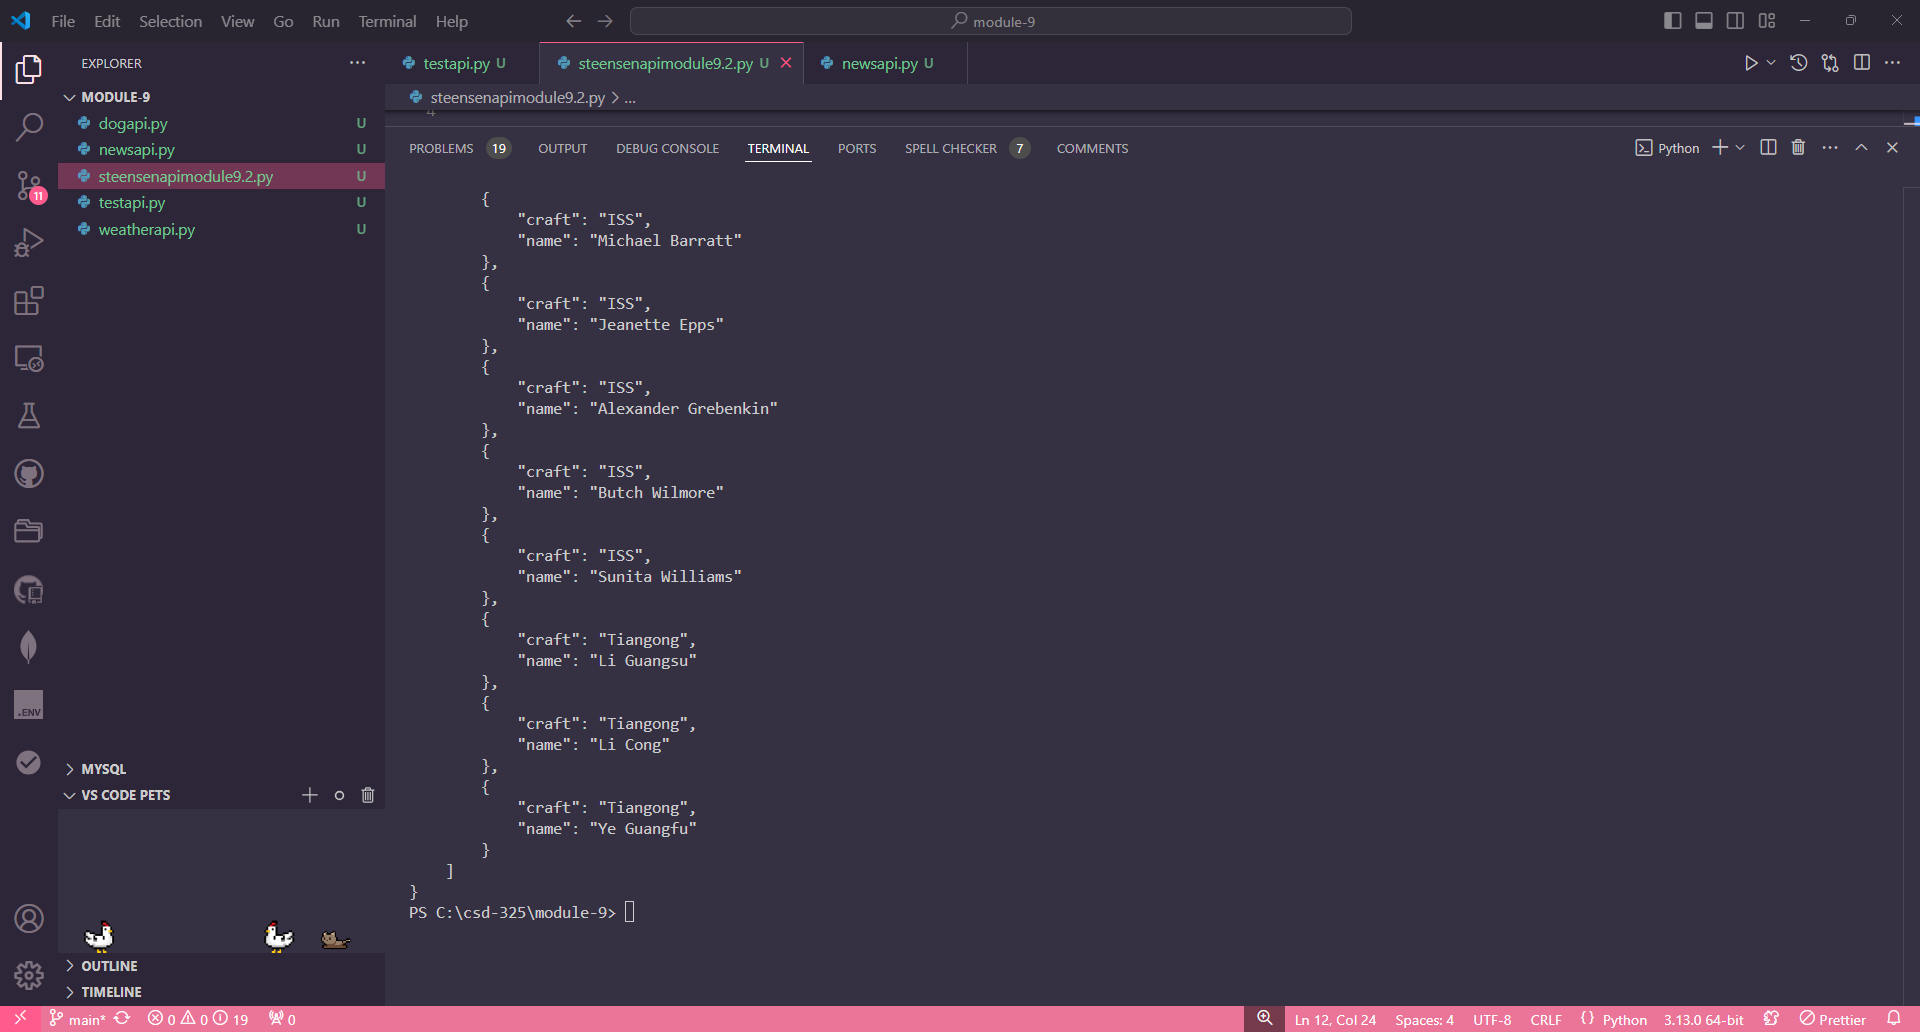 File Edit Selection View Go Run Terminal Help
module-9
EXPLORER
testapi.py U
steensenapimodule9.2.py U
newsapi.py U
MODULE-9
steensenapimodule9.2.py > ...
dogapi.py U
newsapi.py U
steensenapimodule9.2.py U
testapi.py U
weatherapi.py U
11
.ENV
MYSQL
VS CODE PETS
OUTLINE
TIMELINE
4
PROBLEMS 19 OUTPUT DEBUG CONSOLE TERMINAL PORTS SPELL CHECKER 7 COMMENTS
Python
{
"craft": "ISS",
"name": "Michael Barratt"
},
{
"craft": "ISS",
"name": "Jeanette Epps"
},
{
"craft": "ISS",
"name": "Alexander Grebenkin"
},
{
"craft": "ISS",
"name": "Butch Wilmore"
},
{
"craft": "ISS",
"name": "Sunita Williams"
},
{
"craft": "Tiangong",
"name": "Li Guangsu"
},
{
"craft": "Tiangong",
"name": "Li Cong"
},
{
"craft": "Tiangong",
"name": "Ye Guangfu"
}
]
}
PS C:\csd-325\module-9>
main* 0 0 19 0
Ln 12, Col 24 Spaces: 4 UTF-8 CRLF {} Python 3.13.0 64-bit Prettier